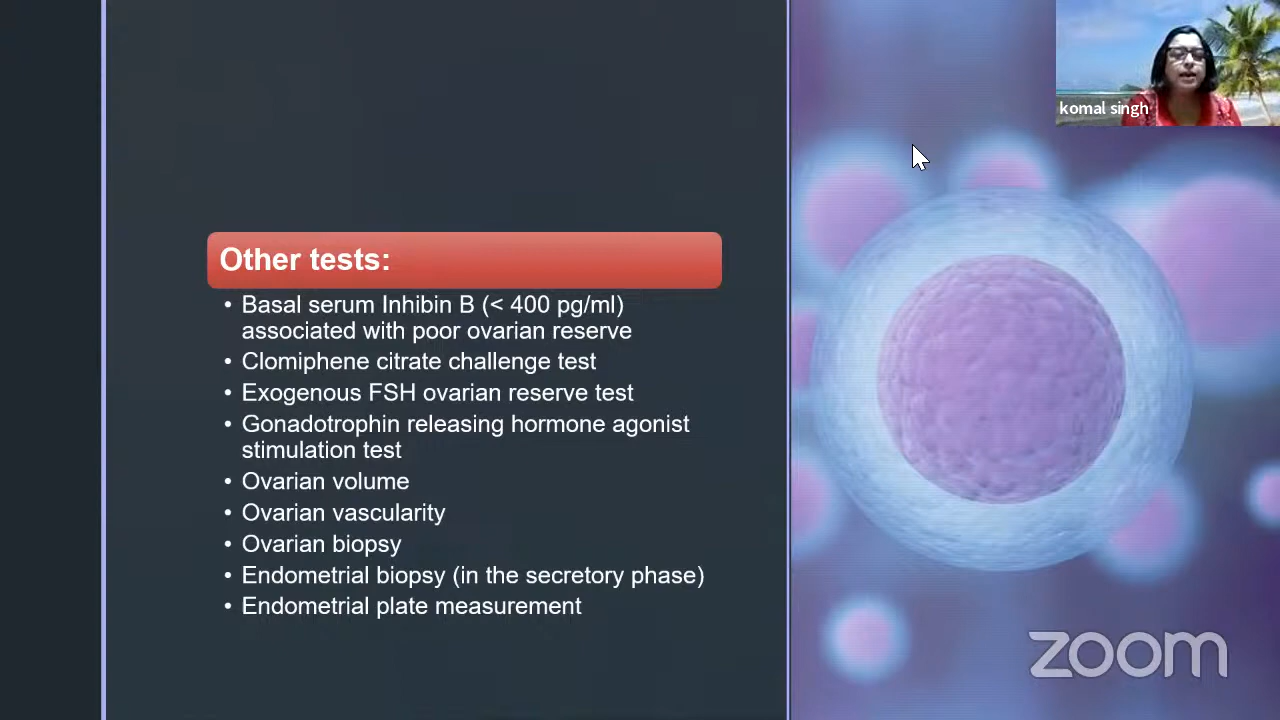 komal singh
Other tests:
• Basal serum Inhibin B (< 400 pg/ml)
associated with poor ovarian reserve
• Clomiphene citrate challenge test
• Exogenous FSH ovarian reserve test
• Gonadotrophin releasing hormone agonist
stimulation test
• Ovarian volume
• Ovarian vascularity
• Ovarian biopsy
• Endometrial biopsy (in the secretory phase)
• Endometrial plate measurement
zoom